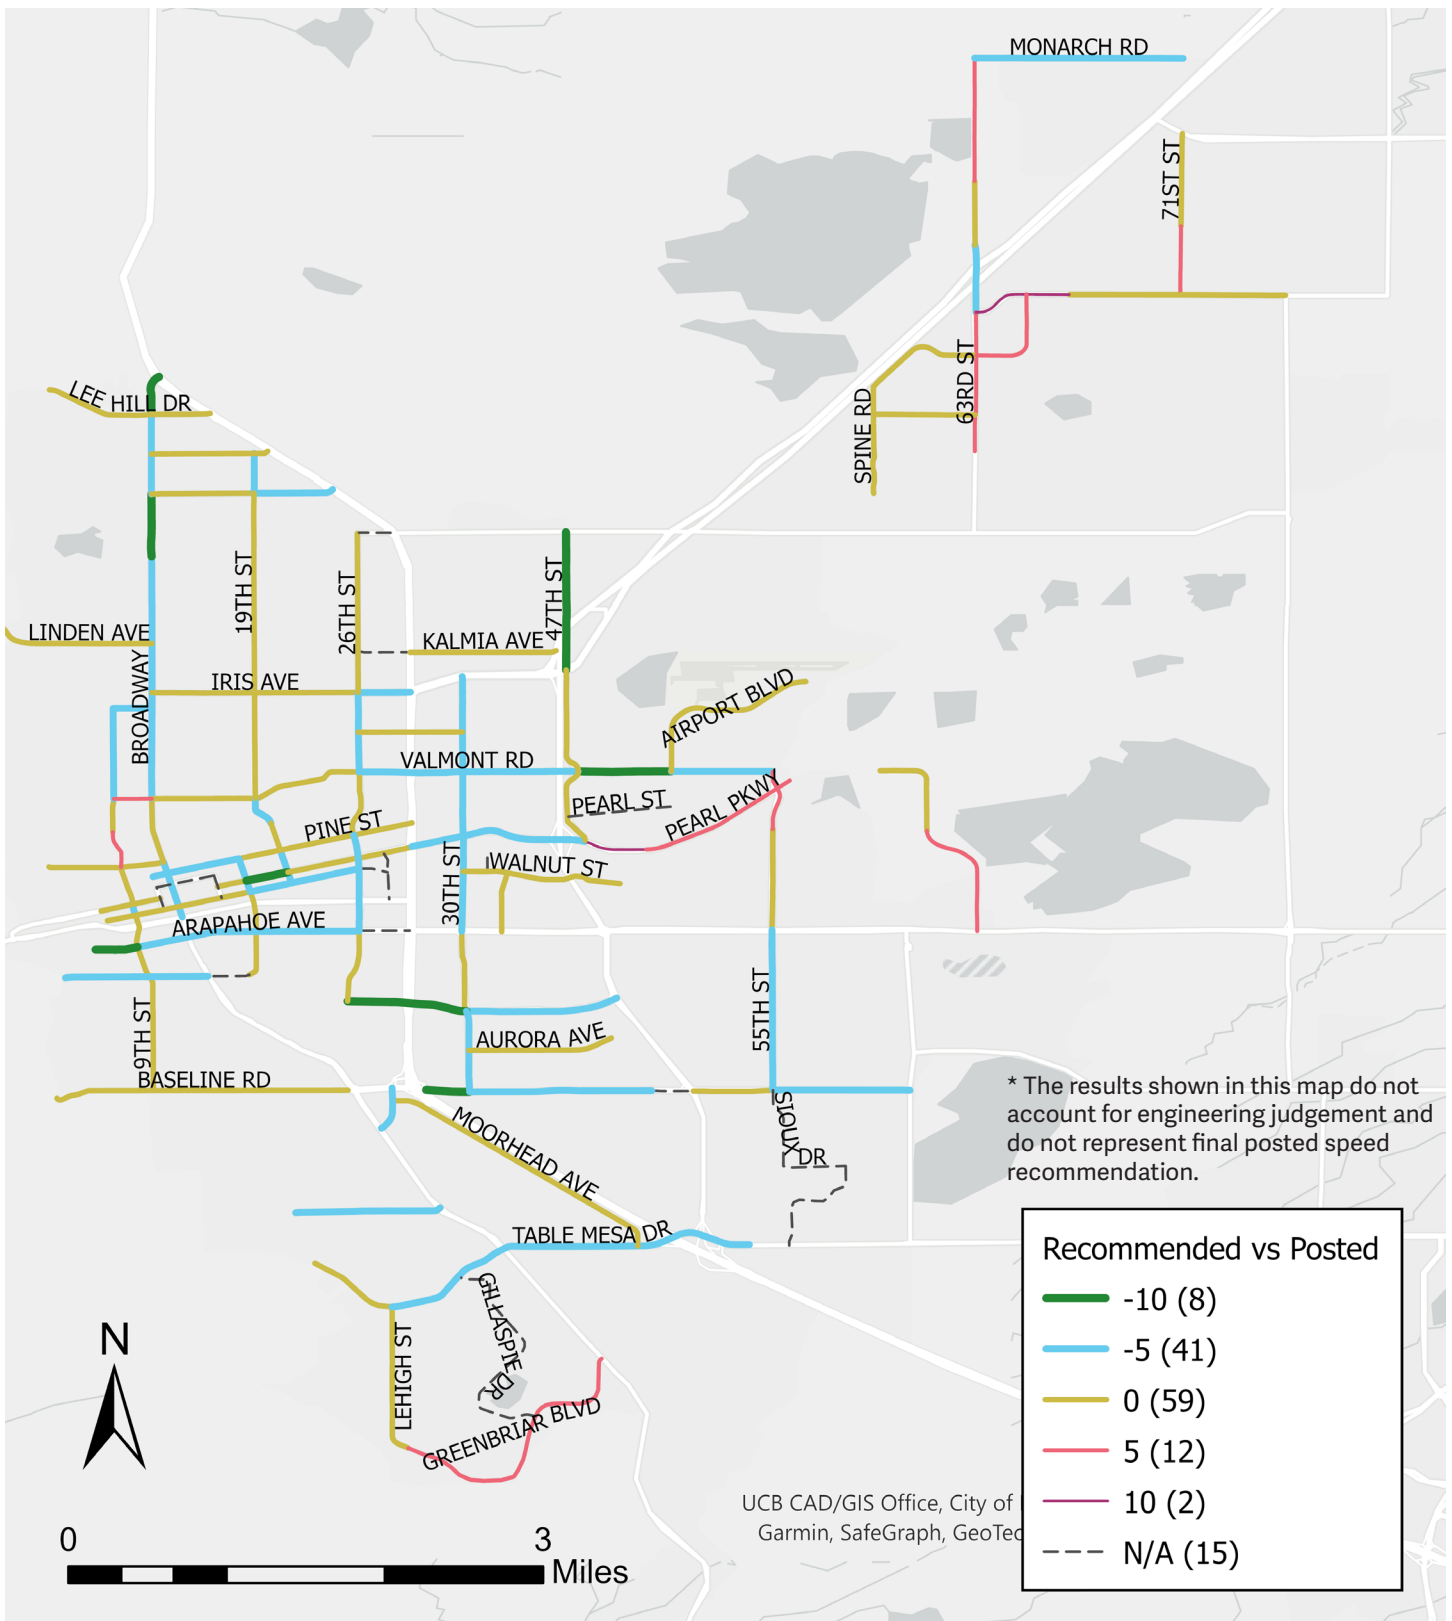 MONARCH RD
71ST ST
63RD ST
SPINE RD
LEE HILL DR
19TH ST
26TH ST
47TH ST
LINDEN AVE
KALMIA AVE
BROADWAY
IRIS AVE
AIRPORT BLVD
VALMONT RD
PEARL ST
PEARL PKWY
PINE ST
WALNUT ST
30TH ST
ARAPAHOE AVE
55TH ST
9TH ST
AURORA AVE
BASELINE RD
MOORHEAD AVE
SIOUX DR
TABLE MESA DR
GILLASPIE DR
LEHIGH ST
GREENBRIAR BLVD
* The results shown in this map do not
account for engineering judgement and
do not represent final posted speed
recommendation.
Recommended vs Posted
-10 (8)
-5 (41)
0 (59)
5 (12)
10 (2)
N/A (15)
N
0 3
Miles
UCB CAD/GIS Office, City of
Garmin, SafeGraph,